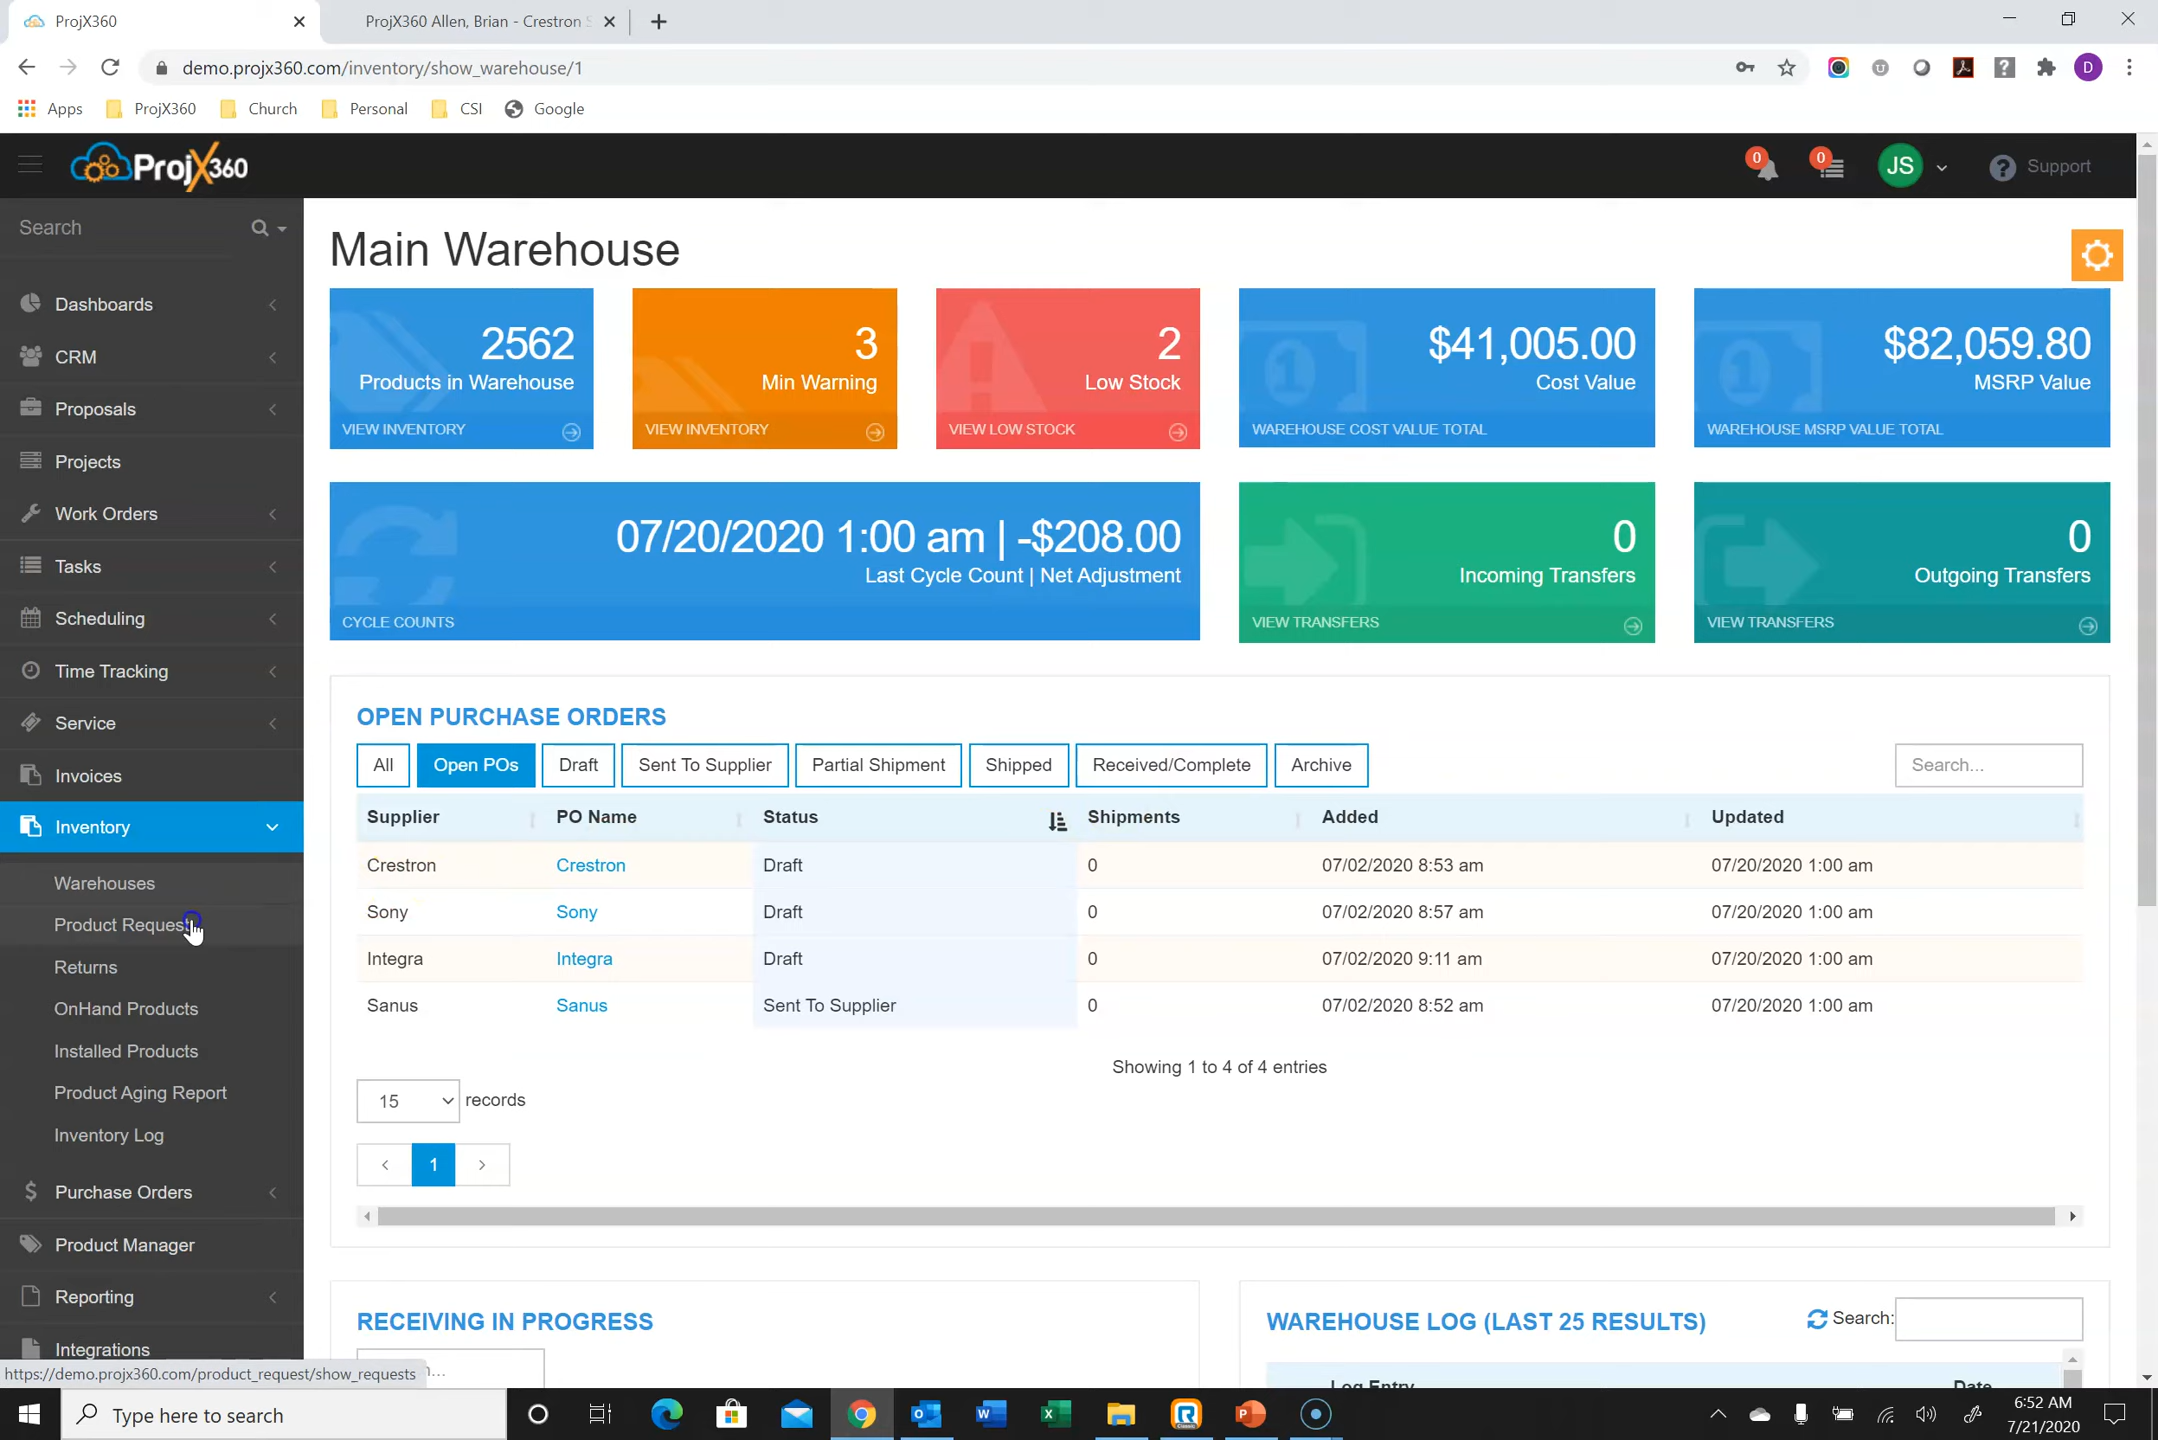 ProjX360
ProjX360 Allen, Brian - Crestron
demo.projx360.com/inventory/show_warehouse/1
D
Apps ProjX360 Church Personal CSI Google
ProjX360
0 0 JS ? Support
Search
Dashboards
CRM
Proposals
Projects
Work Orders
Tasks
Scheduling
Time Tracking
Service
Invoices
Inventory
Warehouses
Product Request
Returns
OnHand Products
Installed Products
Product Aging Report
Inventory Log
Purchase Orders
Product Manager
Reporting
Integrations
https://demo.projx360.com/product_request/show_requests
Main Warehouse
2562
Products in Warehouse
VIEW INVENTORY
3
Min Warning
VIEW INVENTORY
2
Low Stock
VIEW LOW STOCK
$41,005.00
Cost Value
WAREHOUSE COST VALUE TOTAL
$82,059.80
MSRP Value
WAREHOUSE MSRP VALUE TOTAL
07/20/2020 1:00 am | -$208.00
Last Cycle Count | Net Adjustment
CYCLE COUNTS
0
Incoming Transfers
VIEW TRANSFERS
0
Outgoing Transfers
VIEW TRANSFERS
OPEN PURCHASE ORDERS
All Open POs Draft Sent To Supplier Partial Shipment Shipped Received/Complete Archive Search...
Supplier PO Name Status Shipments Added Updated
Crestron Crestron Draft 0 07/02/2020 8:53 am 07/20/2020 1:00 am
Sony Sony Draft 0 07/02/2020 8:57 am 07/20/2020 1:00 am
Integra Integra Draft 0 07/02/2020 9:11 am 07/20/2020 1:00 am
Sanus Sanus Sent To Supplier 0 07/02/2020 8:52 am 07/20/2020 1:00 am
Showing 1 to 4 of 4 entries
15 records
1
RECEIVING IN PROGRESS
WAREHOUSE LOG (LAST 25 RESULTS) Search:
Log Entry Date
Type here to search
6:52 AM
7/21/2020